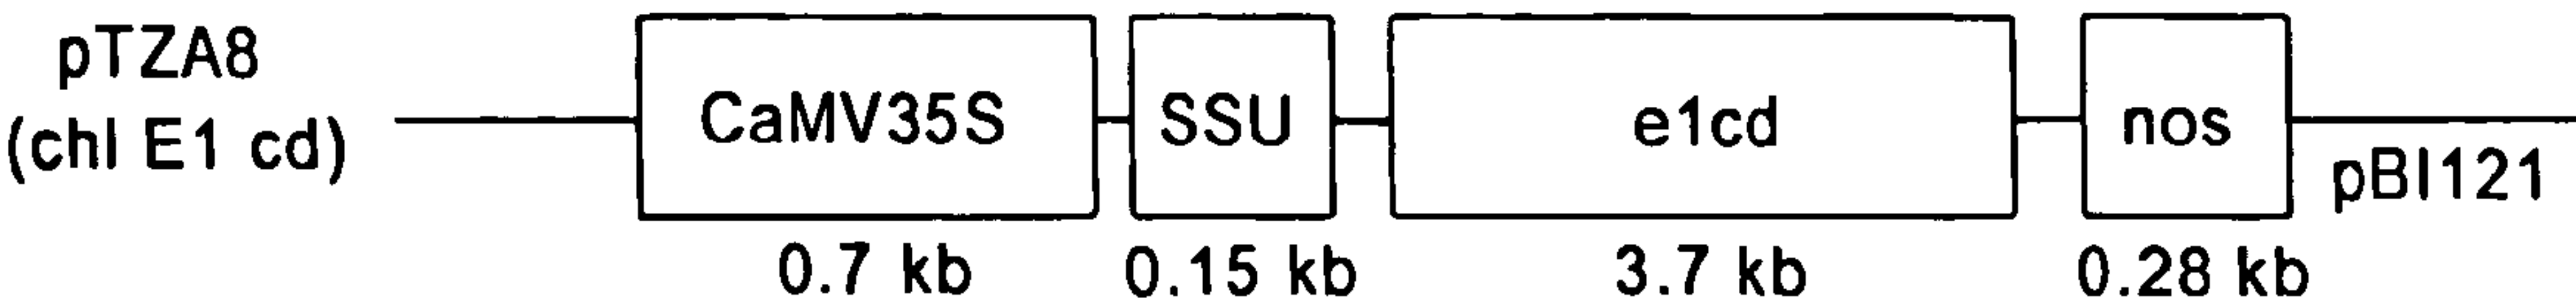 pTZA8
(chl E1 cd)
CaMV35S
SSU
e1cd
nos
pBI121
0.7 kb
0.15 kb
3.7 kb
0.28 kb